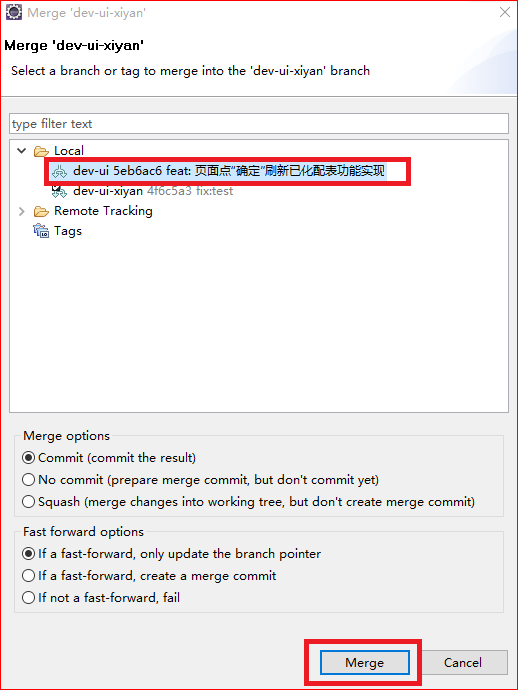 Merge 'dev-ui-xiyan'
Merge 'dev-ui-xiyan'
Select a branch or tag to merge into the 'dev-ui-xiyan' branch
type filter text
Local
dev-ui 5eb6ac6 feat: 页面点"确定"刷新已化配表功能实现
dev-ui-xiyan 4f6c5a3 fix:test
Remote Tracking
Tags
Merge options
Commit (commit the result)
No commit (prepare merge commit, but don't commit yet)
Squash (merge changes into working tree, but don't create merge commit)
Fast forward options
If a fast-forward, only update the branch pointer
If a fast-forward, create a merge commit
If not a fast-forward, fail
Merge
Cancel